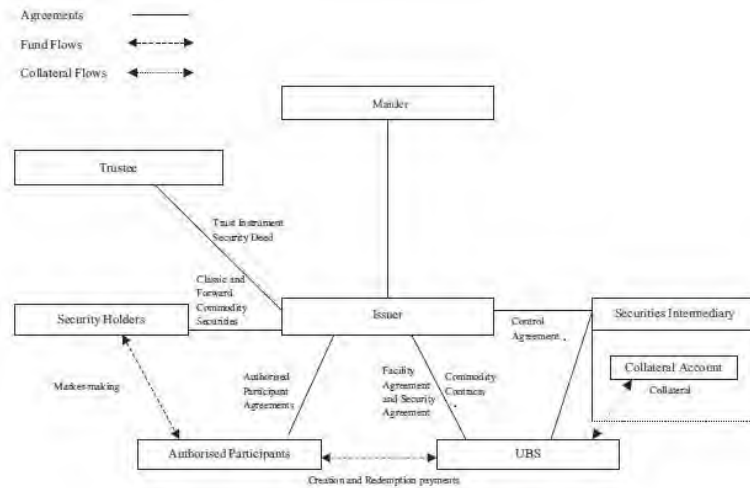 Agreements
Fund Flows
Collateral Flows
Trustee
Trust Instrument
Security Deed
Classic and
Forward
Commodity
Securities
Security Holders
Issuer
Control
Agreement
Securities Intermediary
Collateral Account
Collateral
Market-making
Authorised
Participant
Agreements
Facility
Agreement
and Security
Agreement
Commodity
Contracts
Authorised Participants
UBS
Creation and Redemption payments